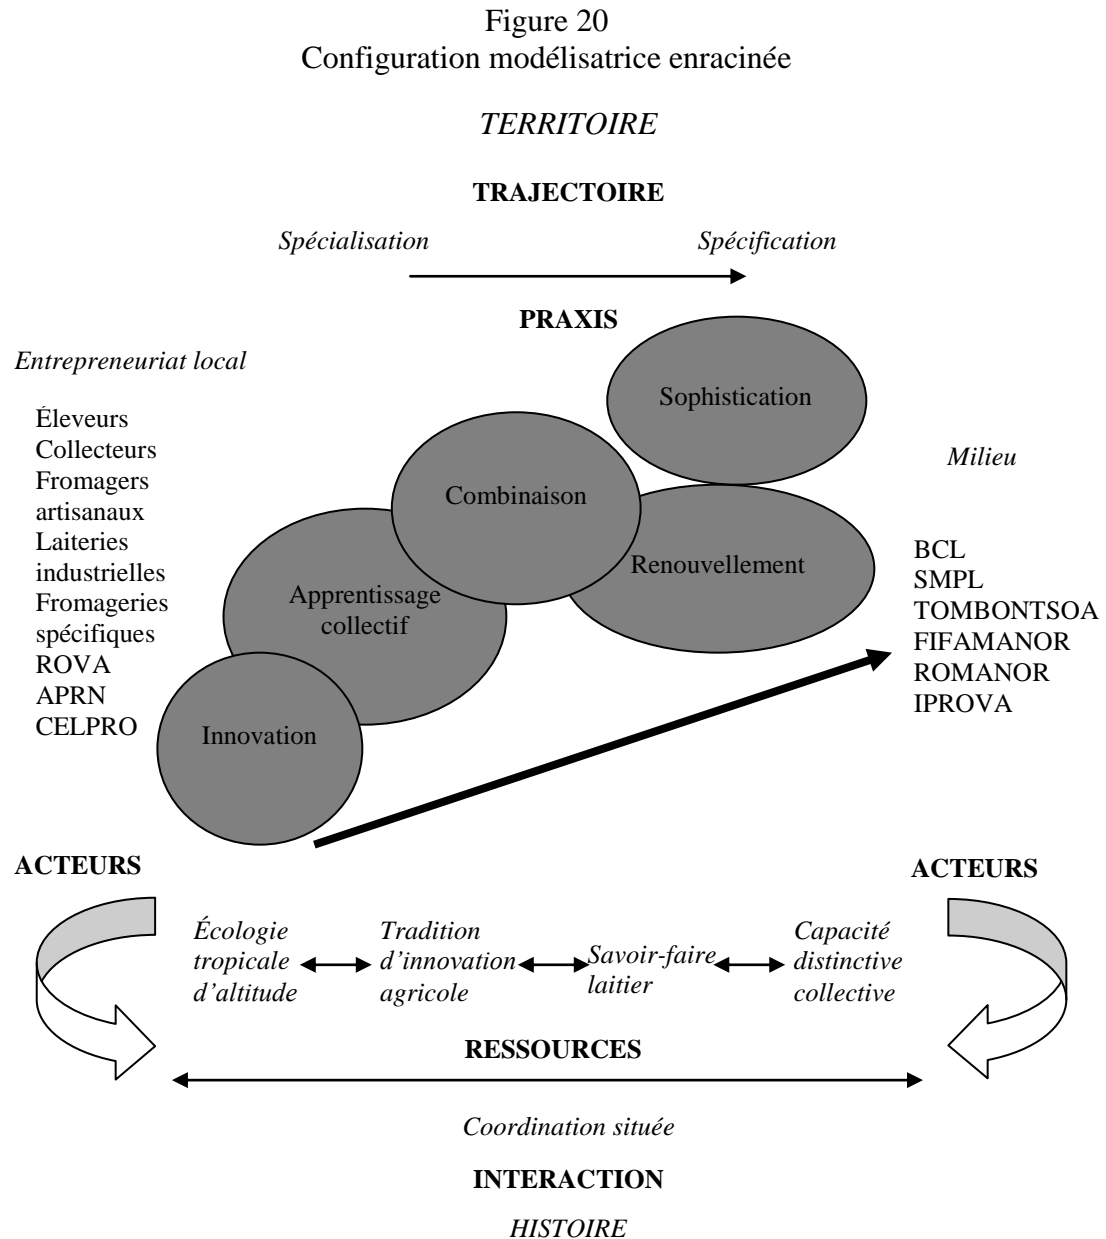 Figure 20
Configuration modélisatrice enracinée
TERRITOIRE
TRAJECTOIRE
Spécialisation
Spécification
PRAXIS
Entrepreneuriat local
Éleveurs
Collecteurs
Fromagers
artisanaux
Laiteries
industrielles
Fromageries
spécifiques
ROVA
APRN
CELPRO
Sophistication
Combinaison
Renouvellement
Apprentissage
collectif
Innovation
Milieu
BCL
SMPL
TOMBONTSOA
FIFAMANOR
ROMANOR
IPROVA
ACTEURS
ACTEURS
Écologie
tropicale
d'altitude
Tradition
d'innovation
agricole
Savoir-faire
laitier
Capacité
distinctive
collective
RESSOURCES
Coordination située
INTERACTION
HISTOIRE